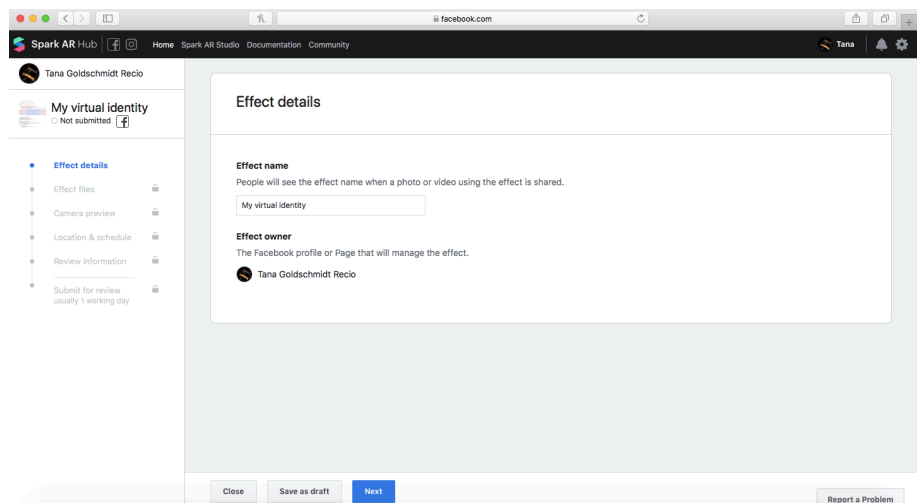 facebook.com
Spark AR Hub Home Spark AR Studio Documentation Community Tana
Tana Goldschmidt Recio
My virtual identity
Not submitted
Effect details
Effect files
Camera preview
Location & schedule
Review information
Submit for review
usually 1 working day
Effect details
Effect name
People will see the effect name when a photo or video using the effect is shared.
My virtual identity
Effect owner
The Facebook profile or Page that will manage the effect.
Tana Goldschmidt Recio
Close Save as draft Next
Report a Problem